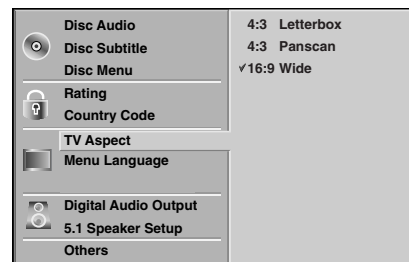 Disc Audio
Disc Subtitle
Disc Menu
Rating
Country Code
TV Aspect
Menu Language
Digital Audio Output
5.1 Speaker Setup
Others
4:3 Letterbox
4:3 Panscan
✓16:9 Wide